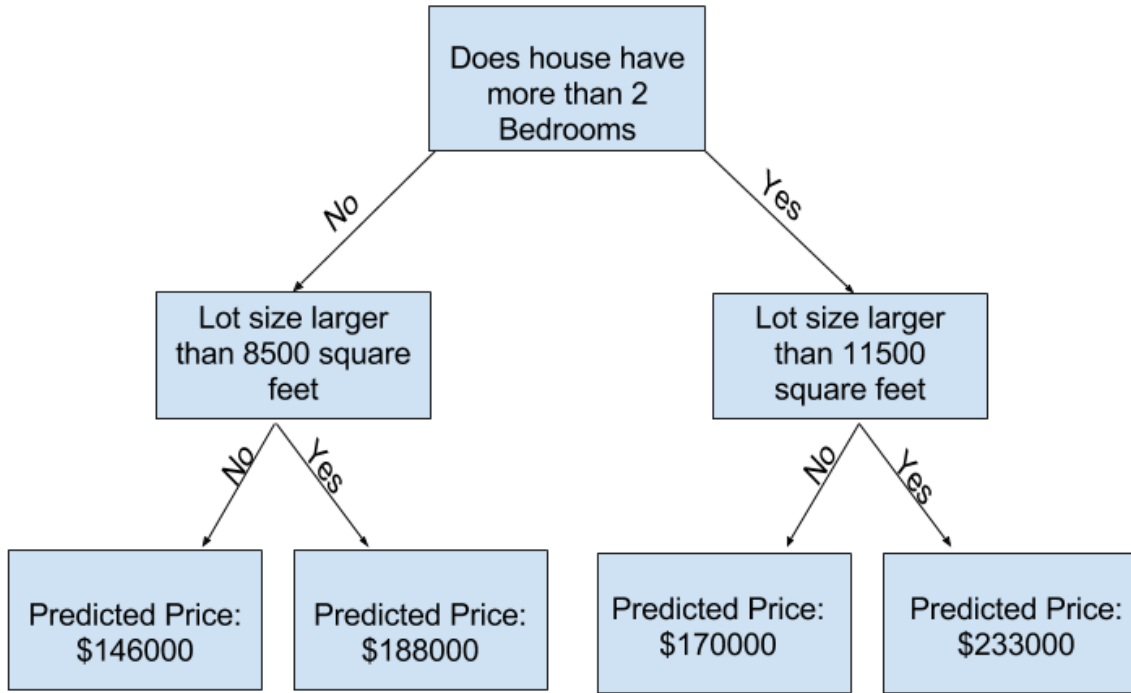 Does house have
more than 2
Bedrooms
No
Yes
Lot size larger
than 8500 square
feet
Lot size larger
than 11500
square feet
No
Yes
No
Yes
Predicted Price:
$146000
Predicted Price:
$188000
Predicted Price:
$170000
Predicted Price:
$233000